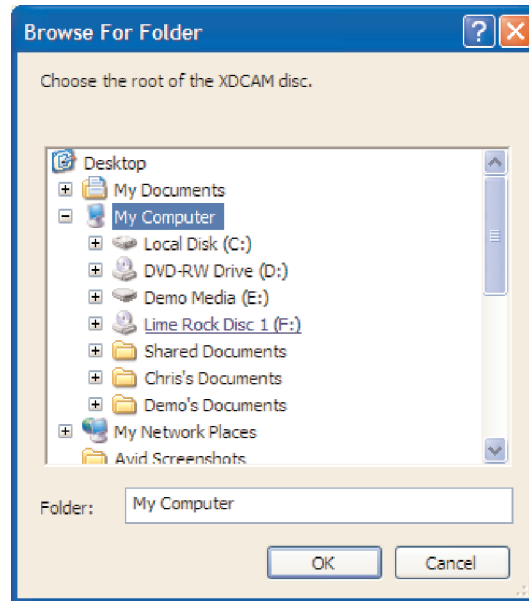 Browse For Folder
Choose the root of the XDCAM disc.
Desktop
My Documents
My Computer
Local Disk (C:)
DVD-RW Drive (D:)
Demo Media (E:)
Lime Rock Disc 1 (F:)
Shared Documents
Chris's Documents
Demo's Documents
My Network Places
Avid Screenshots
Folder: My Computer
OK Cancel